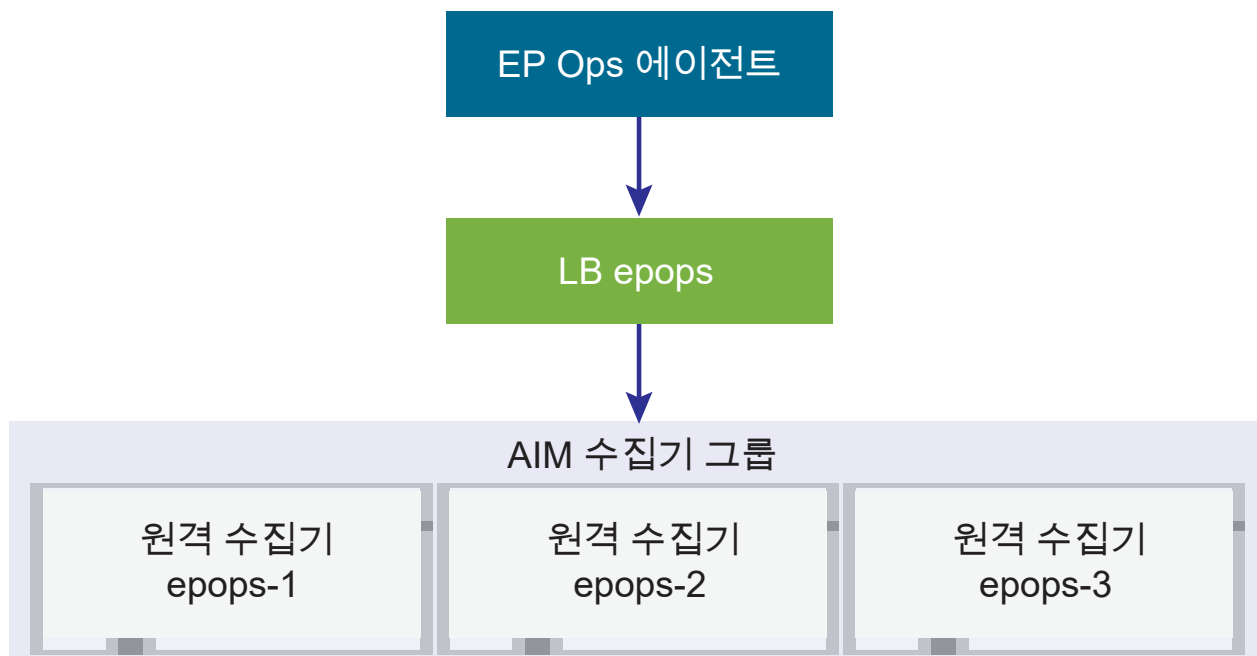 EP Ops 에이전트
LB epops
AIM 수집기 그룹
원격 수집기
epops-1
원격 수집기
epops-2
원격 수집기
epops-3